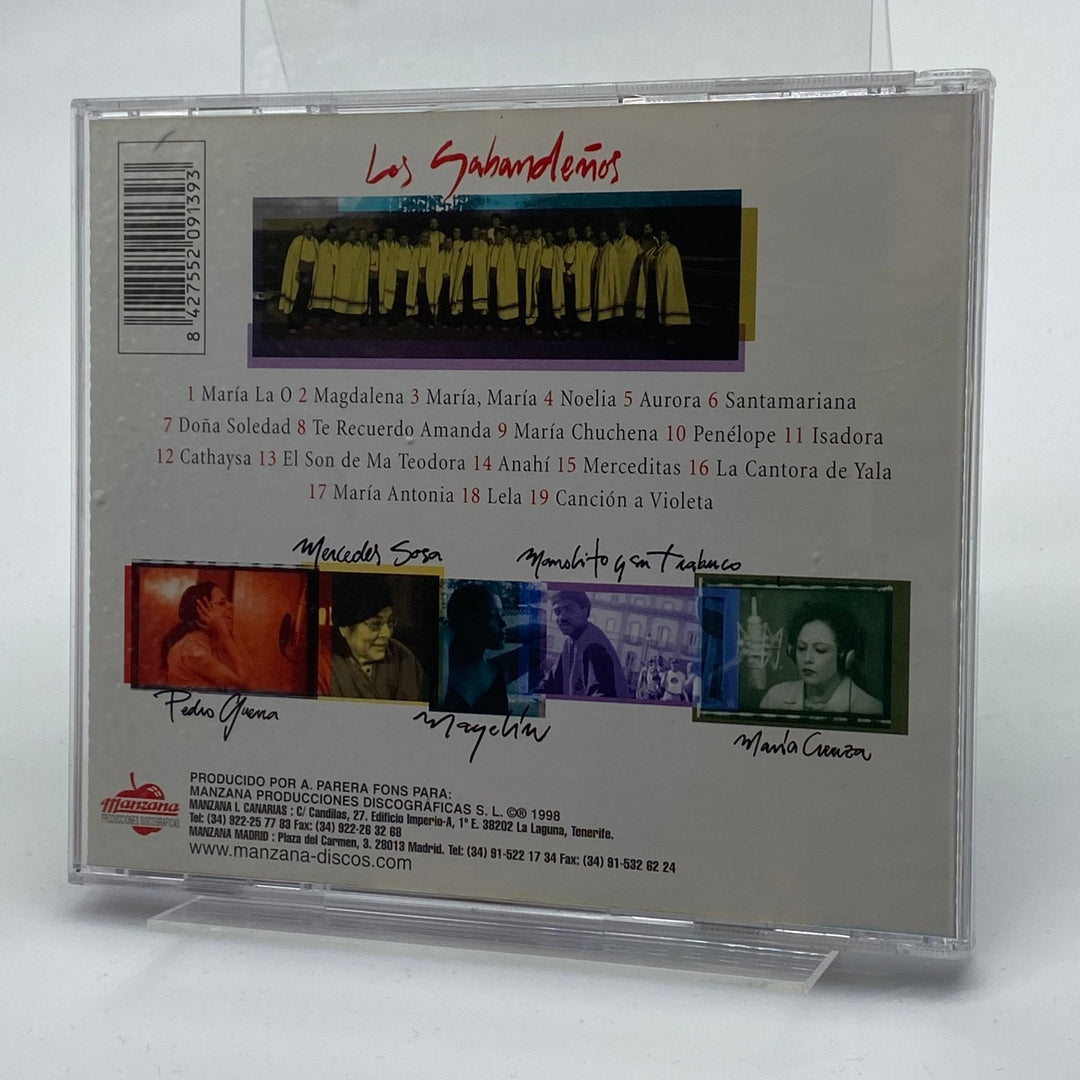 Los Sabandeños
8 427552 091393
1 María La O 2 Magdalena 3 María, María 4 Noelia 5 Aurora 6 Santamariana
7 Doña Soledad 8 Te Recuerdo Amanda 9 María Chuchena 10 Penélope 11 Isadora
12 Cathaysa 13 El Son de Ma Teodora 14 Anahí 15 Merceditas 16 La Cantora de Yala
17 María Antonia 18 Lela 19 Canción a Violeta
Mercedes Sosa
Manolito y su Trabuco
Pedro Guerra
Magelín
María Creuza
Manzana
PRODUCCIONES DISCOGRÁFICAS
PRODUCIDO POR A. PARERA FONS PARA:
MANZANA PRODUCCIONES DISCOGRÁFICAS S. L. ©℗ 1998
MANZANA I. CANARIAS : C/ Candilas, 27. Edificio Imperio-A, 1º E. 38202 La Laguna, Tenerife.
Tel: (34) 922-25 77 83 Fax: (34) 922-26 32 68
MANZANA MADRID : Plaza del Carmen, 3. 28013 Madrid. Tel: (34) 91-522 17 34 Fax: (34) 91-532 62 24
www.manzana-discos.com